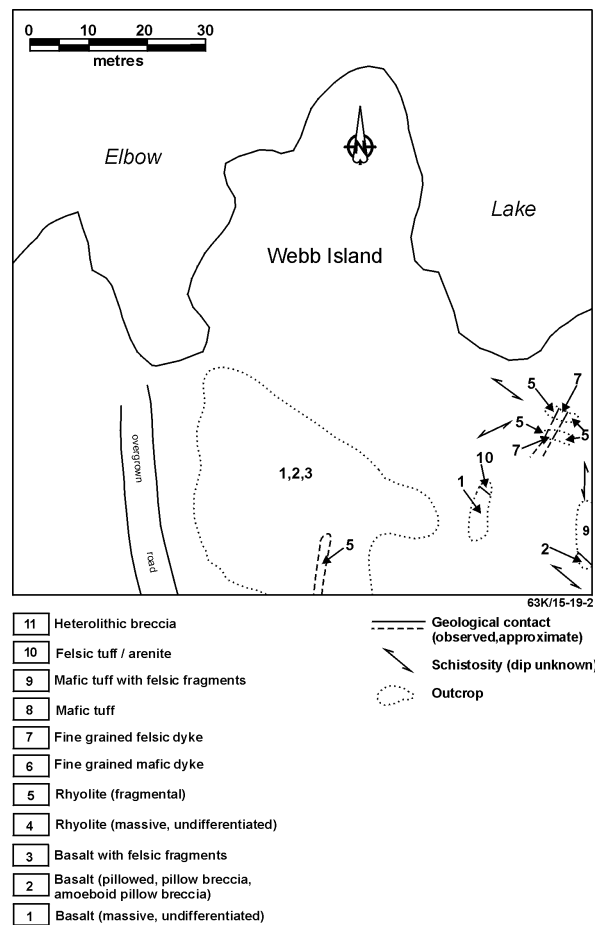 0 10 20 30
metres
N
Elbow
Lake
Webb Island
5 7
5 5
7
overgrown
road
1,2,3
10
1
9
2
5
63K/15-19-2
11 Heterolithic breccia
10 Felsic tuff / arenite
9 Mafic tuff with felsic fragments
8 Mafic tuff
7 Fine grained felsic dyke
6 Fine grained mafic dyke
5 Rhyolite (fragmental)
4 Rhyolite (massive, undifferentiated)
3 Basalt with felsic fragments
2 Basalt (pillowed, pillow breccia,
amoeboid pillow breccia)
1 Basalt (massive, undifferentiated)
Geological contact
(observed,approximate)
Schistosity (dip unknown)
Outcrop